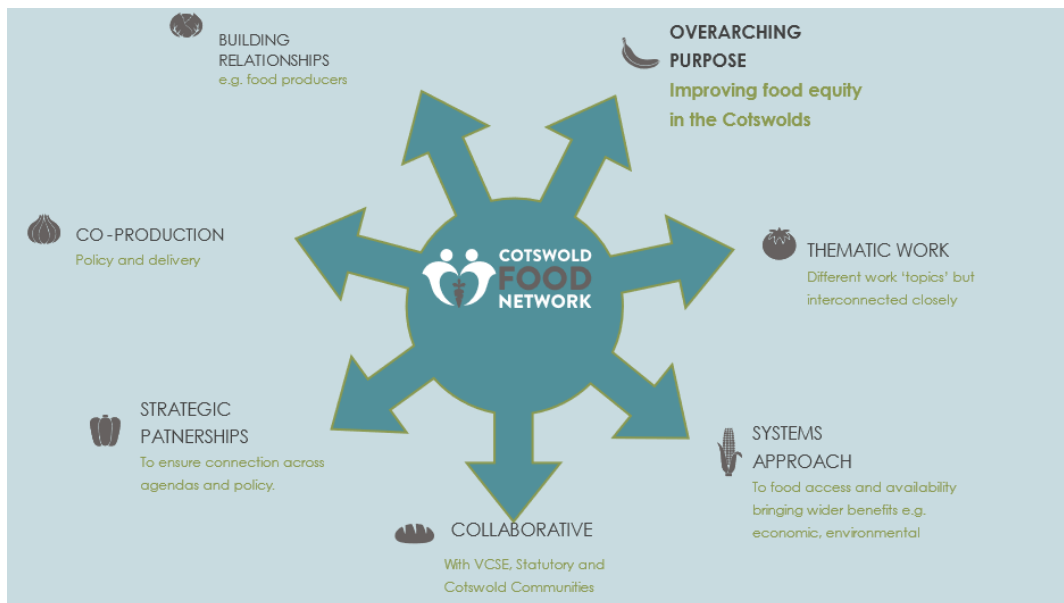 BUILDING
RELATIONSHIPS
e.g. food producers
OVERARCHING
PURPOSE
Improving food equity
in the Cotswolds
CO-PRODUCTION
Policy and delivery
COTSWOLD
FOOD
NETWORK
THEMATIC WORK
Different work ‘topics’ but
interconnected closely
STRATEGIC
PATNERSHIPS
To ensure connection across
agendas and policy.
SYSTEMS
APPROACH
To food access and availability
bringing wider benefits e.g.
economic, environmental
COLLABORATIVE
With VCSE, Statutory and
Cotswold Communities